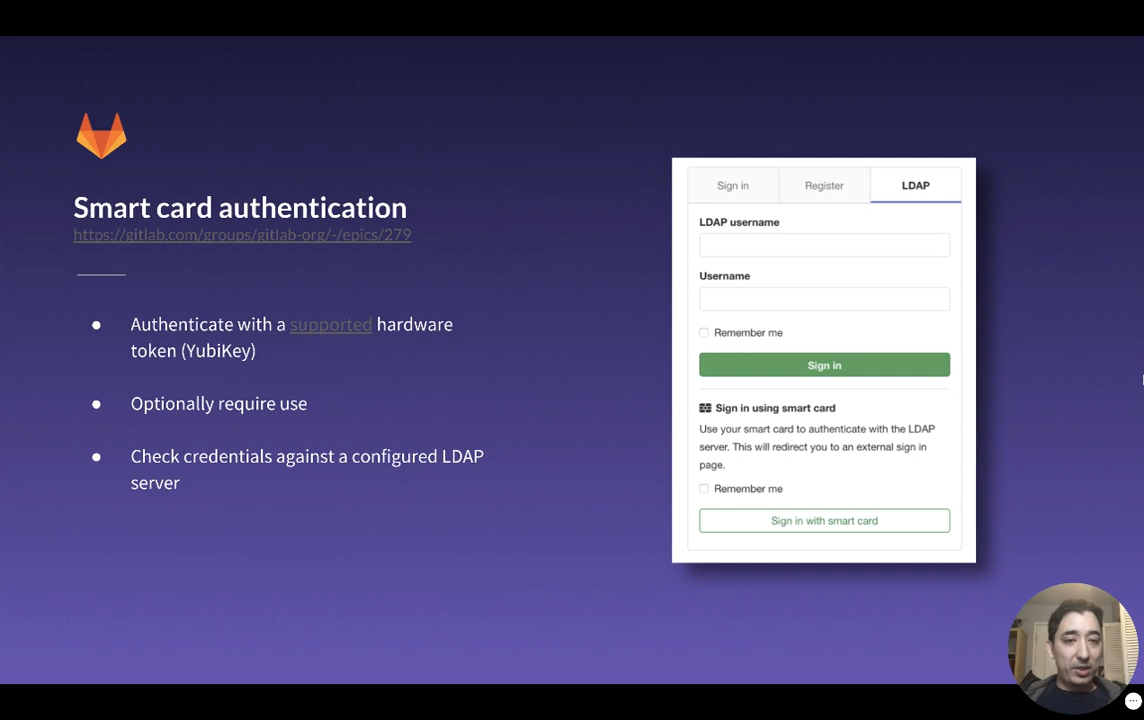 Smart card authentication
https://gitlab.com/groups/gitlab-org/-/epics/279
● Authenticate with a supported hardware
token (YubiKey)
● Optionally require use
● Check credentials against a configured LDAP
server
Sign in Register LDAP
LDAP username
Username
Remember me
Sign in
Sign in using smart card
Use your smart card to authenticate with the LDAP
server. This will redirect you to an external sign in
page.
Remember me
Sign in with smart card